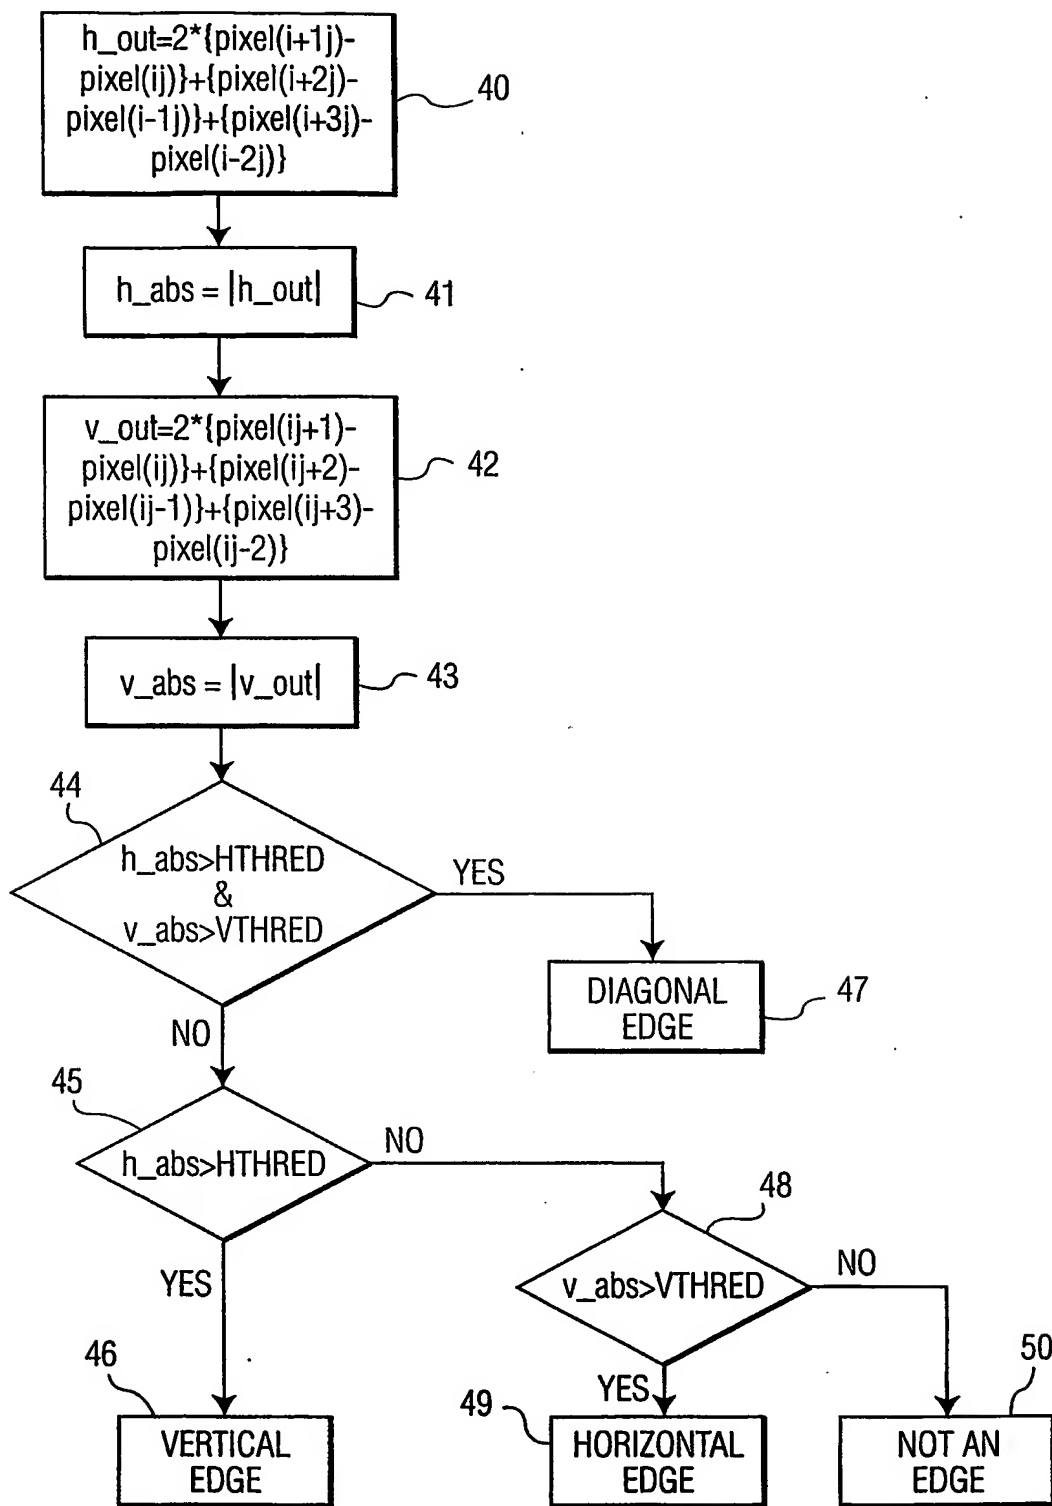 h_out=2*{pixel(i+1j)-
pixel(ij)}+{pixel(i+2j)-
pixel(i-1j)}+{pixel(i+3j)-
pixel(i-2j)}
40
h_abs = |h_out|
41
v_out=2*{pixel(ij+1)-
pixel(ij)}+{pixel(ij+2)-
pixel(ij-1)}+{pixel(ij+3)-
pixel(ij-2)}
42
v_abs = |v_out|
43
44
h_abs>HTHRED
&
v_abs>VTHRED
YES
DIAGONAL
EDGE
47
NO
45
h_abs>HTHRED
NO
48
v_abs>VTHRED
NO
YES
46
VERTICAL
EDGE
YES
49
HORIZONTAL
EDGE
50
NOT AN
EDGE